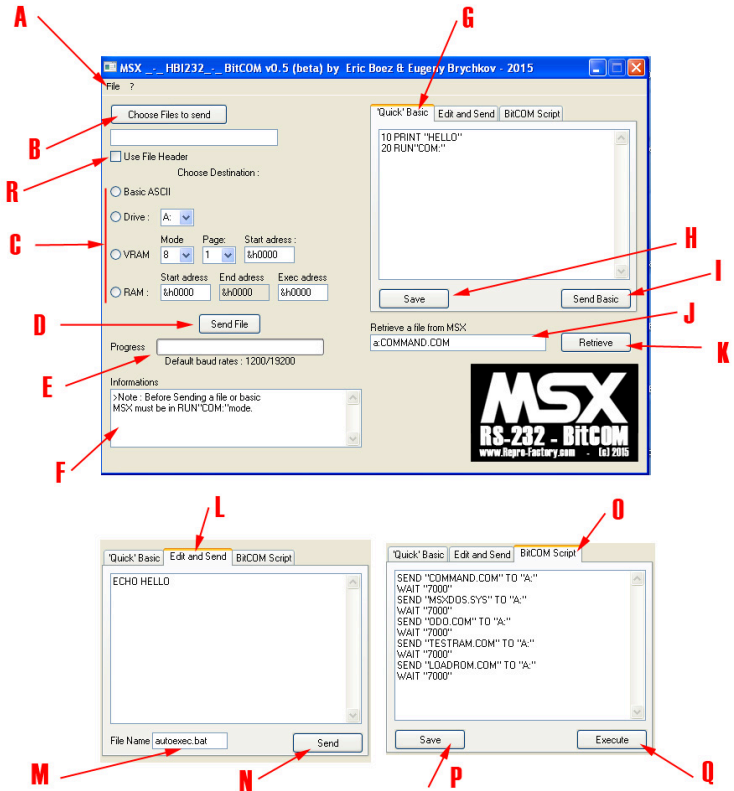 A
G
MSX _-_ HBI232_-_ BitCOM v0.5 (beta) by Eric Boez & Eugeny Brychkov - 2015
File ?
Choose Files to send
B
R
Use File Header
Choose Destination :
C
Basic ASCII
Drive : A:
Mode Page: Start adress :
VRAM 8 1 &h0000
Start adress End adress Exec adress
RAM : &h0000 &h0000 &h0000
D
Send File
Progress
E
Default baud rates : 1200/19200
Informations
>Note : Before Sending a file or basic
MSX must be in RUN"COM:"mode.
F
'Quick' Basic Edit and Send BitCOM Script
10 PRINT "HELLO"
20 RUN"COM:"
H
I
Save Send Basic
J
Retrieve a file from MSX
a:COMMAND.COM Retrieve
K
MSX
RS-232 - BitCOM
www.Repro-Factory.com - (c) 2015
L
'Quick' Basic Edit and Send BitCOM Script
ECHO HELLO
File Name autoexec.bat Send
M
N
O
'Quick' Basic Edit and Send BitCOM Script
SEND "COMMAND.COM" TO "A:"
WAIT "7000"
SEND "MSXDOS.SYS" TO "A:"
WAIT "7000"
SEND "ODO.COM" TO "A:"
WAIT "7000"
SEND "TESTRAM.COM" TO "A:"
WAIT "7000"
SEND "LOADROM.COM" TO "A:"
WAIT "7000"
Save Execute
P
Q